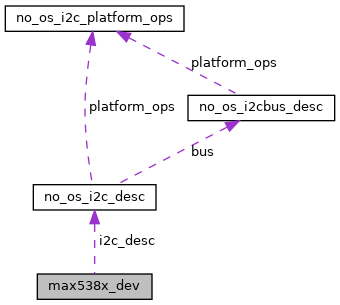 no_os_i2c_platform_ops
platform_ops
no_os_i2cbus_desc
platform_ops
bus
no_os_i2c_desc
i2c_desc
max538x_dev